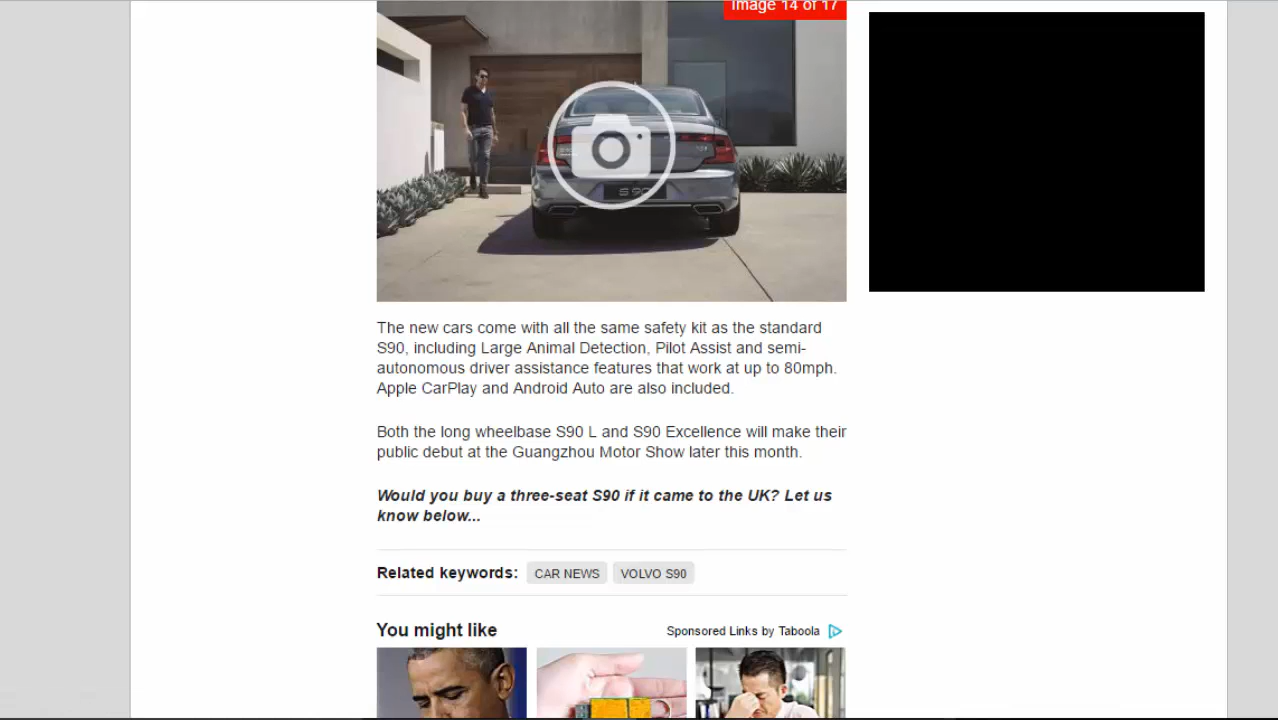 Image 14 of 17
S 90
The new cars come with all the same safety kit as the standard
S90, including Large Animal Detection, Pilot Assist and semi-
autonomous driver assistance features that work at up to 80mph.
Apple CarPlay and Android Auto are also included.
Both the long wheelbase S90 L and S90 Excellence will make their
public debut at the Guangzhou Motor Show later this month.
Would you buy a three-seat S90 if it came to the UK? Let us
know below...
Related keywords: CAR NEWS VOLVO S90
You might like Sponsored Links by Taboola